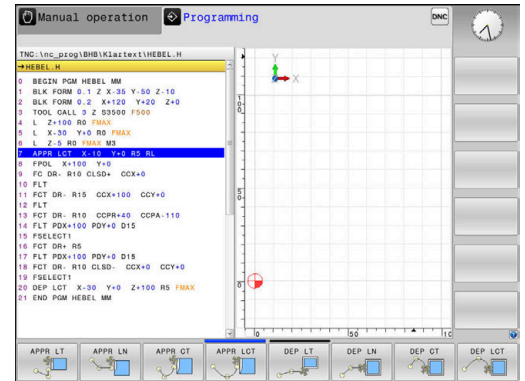 Manual operation
Programming
DNC
TNC:\nc_prog\BHB\Klartext\HEBEL.H
→HEBEL.H
0 BEGIN PGM HEBEL MM
1 BLK FORM 0.1 Z X-35 Y-50 Z-10
2 BLK FORM 0.2 X+120 Y+20 Z+0
3 TOOL CALL 3 Z S3500 F500
4 L Z+100 R0 FMAX
5 L X-30 Y+0 R0 FMAX
6 L Z-5 R0 FMAX M3
7 APPR LCT X-10 Y+0 R5 RL
8 FPOL X+100 Y+0
9 FC DR- R10 CLSD+ CCX+0
10 FLT
11 FCT DR- R15 CCX+100 CCY+0
12 FLT
13 FCT DR- R10 CCPR+40 CCPA-110
14 FLT PDX+100 PDY+0 D15
15 FSELECT1
16 FCT DR+ R5
17 FLT PDX+100 PDY+0 D15
18 FCT DR- R10 CLSD- CCX+0 CCY+0
19 FSELECT1
20 DEP LCT X-30 Y+0 Z+100 R5 FMAX
21 END PGM HEBEL MM
Y
X
100
50
0
0
50
10
APPR LT
APPR LN
APPR CT
APPR LCT
DEP LT
DEP LN
DEP CT
DEP LCT